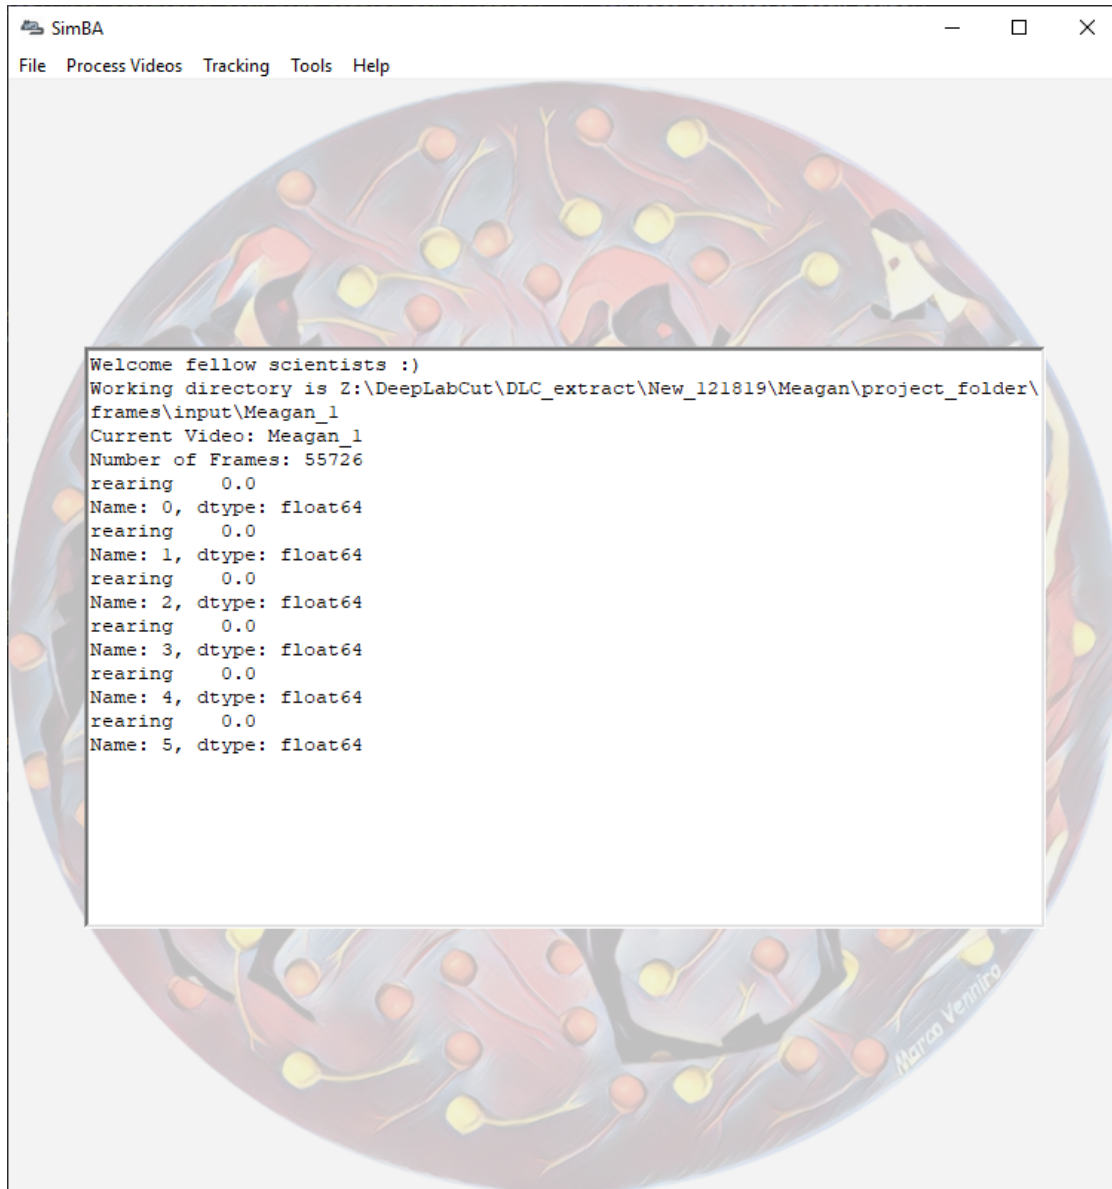 SimBA
File Process Videos Tracking Tools Help
Welcome fellow scientists :)
Working directory is Z:\DeepLabCut\DLC_extract\New_121819\Meagan\project_folder\
frames\input\Meagan_1
Current Video: Meagan_1
Number of Frames: 55726
rearing    0.0
Name: 0, dtype: float64
rearing    0.0
Name: 1, dtype: float64
rearing    0.0
Name: 2, dtype: float64
rearing    0.0
Name: 3, dtype: float64
rearing    0.0
Name: 4, dtype: float64
rearing    0.0
Name: 5, dtype: float64
Marco Venniro